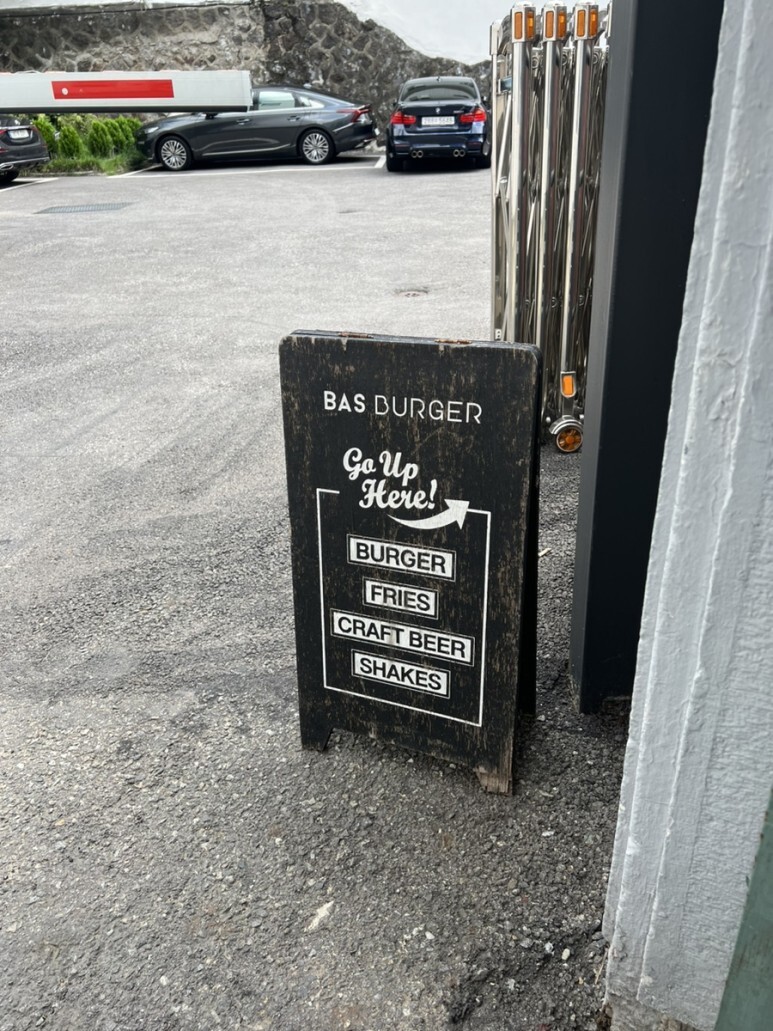 BAS BURGER
Go Up
Here!
BURGER
FRIES
CRAFT BEER
SHAKES